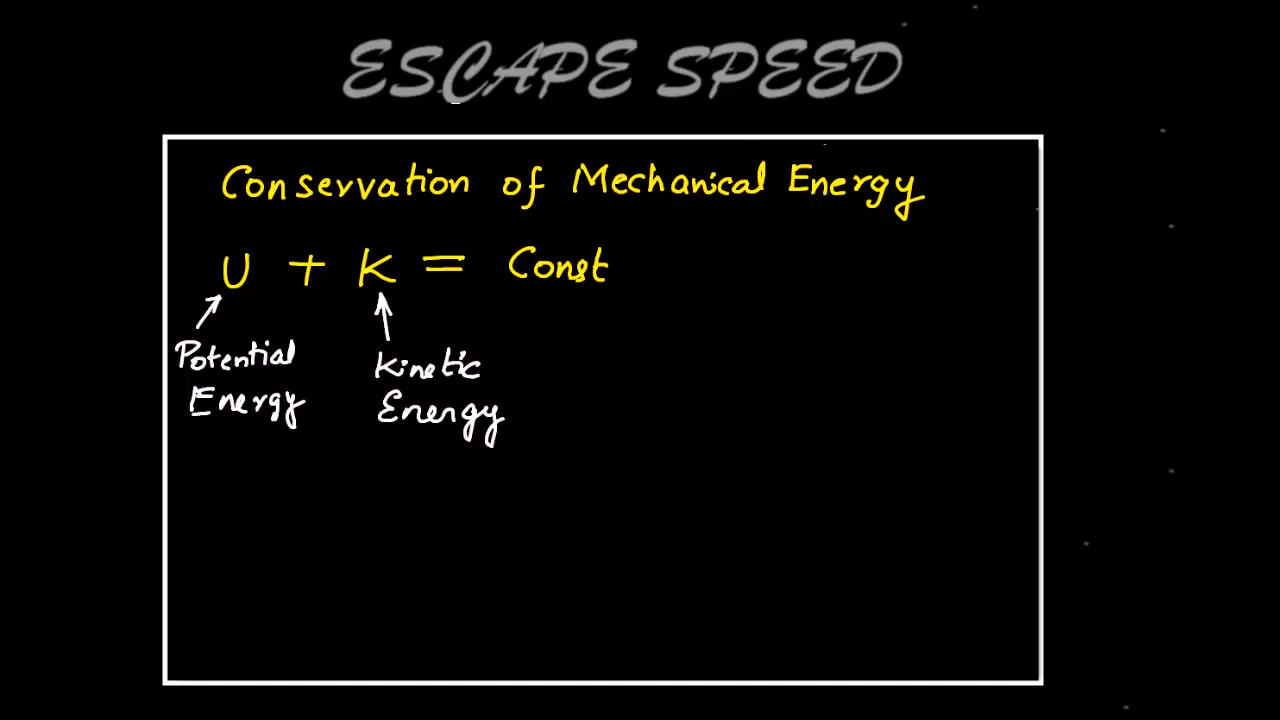 ESCAPE SPEED
Conservation of Mechanical Energy
U + K = Const
Potential
Energy
Kinetic
Energy